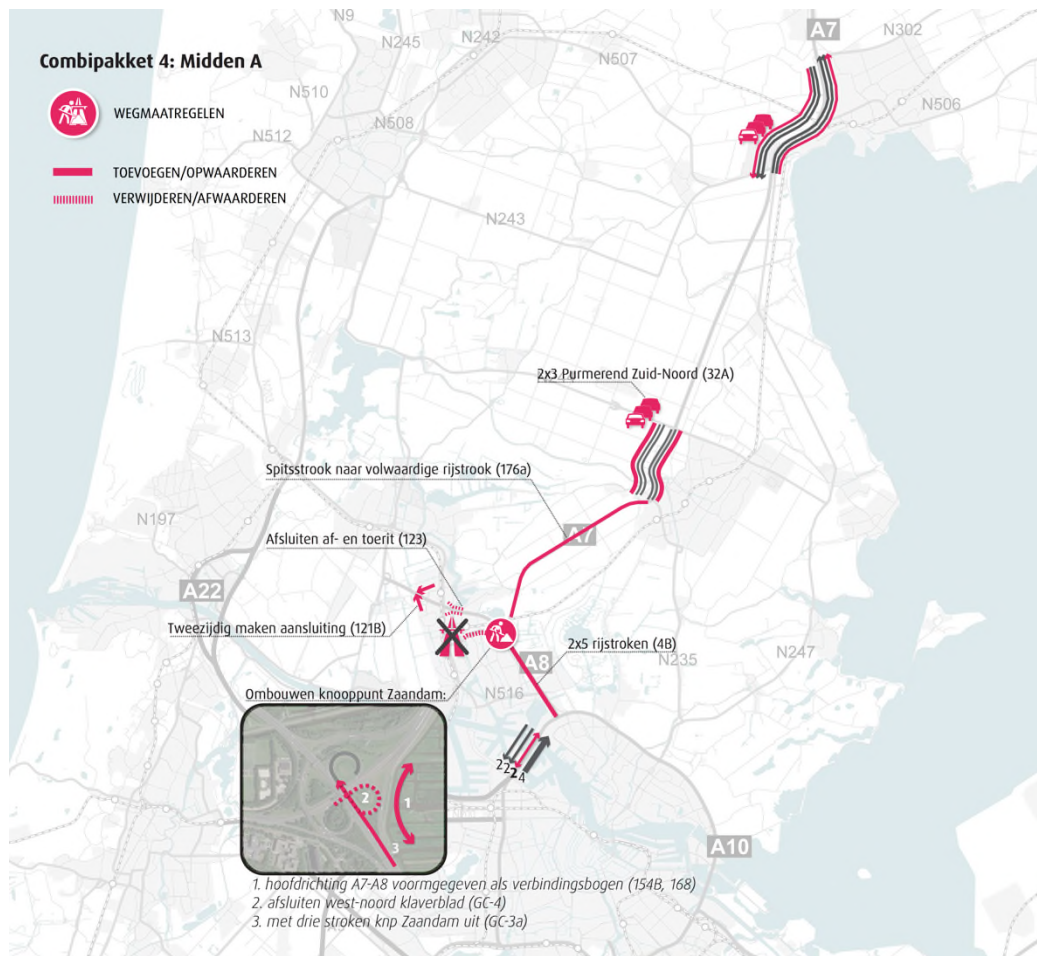 Combipakket 4: Midden A
WEGMAATREGELEN
TOEVOEGEN/OPWAARDEREN
VERWIJDEREN/AFWAARDEREN
N9
N245
N242
N507
A7
N302
N506
N510
N512
N508
N243
N513
2x3 Purmerend Zuid-Noord (32A)
Spitsstrook naar volwaardige rijstrook (176a)
N197
Afsluiten af- en toerit (123)
A7
A22
Tweezijdig maken aansluiting (121B)
2x5 rijstroken (4B)
A8
N235
N247
Ombouwen knooppunt Zaandam:
N516
2 2 2 4
2
1
3
A10
1. hoofdrichting A7-A8 voormgegeven als verbindingsbogen (154B, 168)
2. afsluiten west-noord klaverblad (GC-4)
3. met drie stroken knp Zaandam uit (GC-3a)